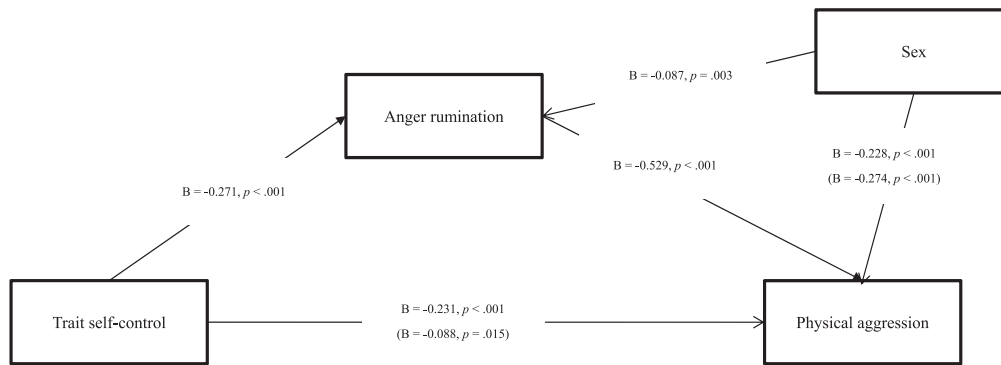 Sex
B = -0.087, p = .003
Anger rumination
B = -0.228, p < .001
B = -0.529, p < .001
(B = -0.274, p < .001)
B = -0.271, p < .001
B = -0.231, p < .001
Trait self-control
Physical aggression
(B = -0.088, p = .015)